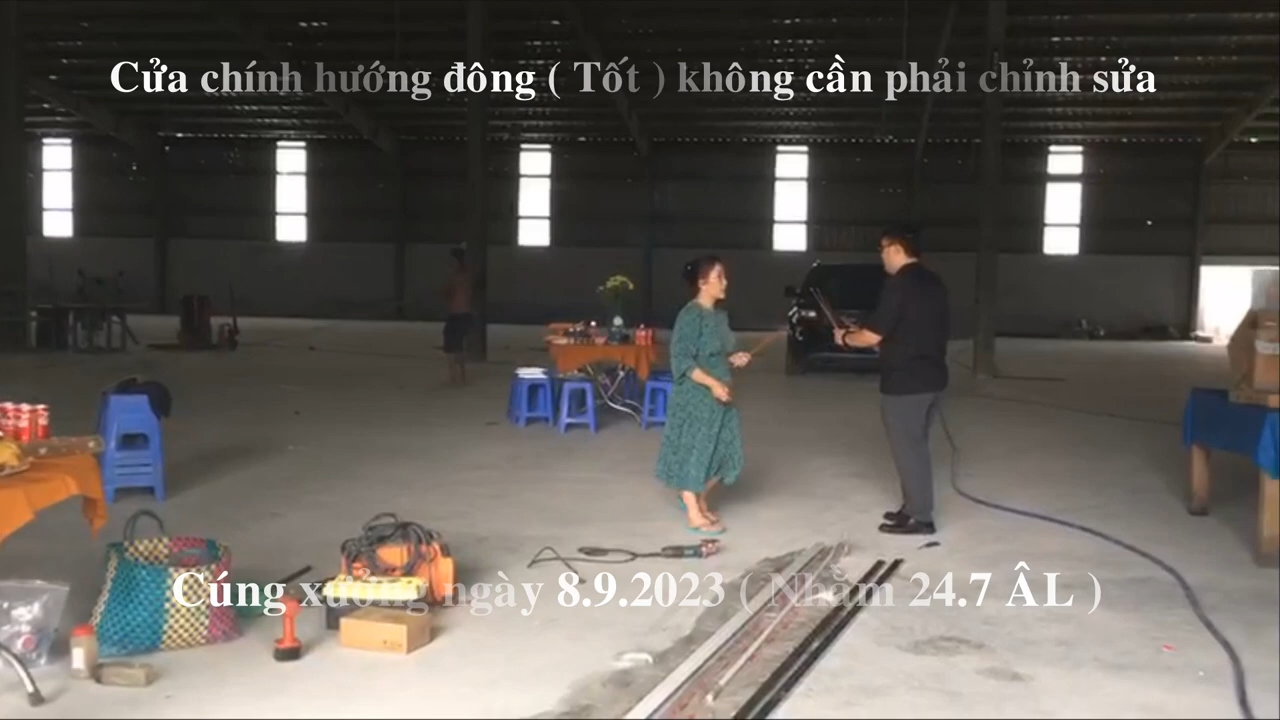 Cửa chính hướng đông ( Tốt ) không cần phải chỉnh sửa
Cúng xưởng ngày 8.9.2023 ( Nhằm 24.7 ÂL )